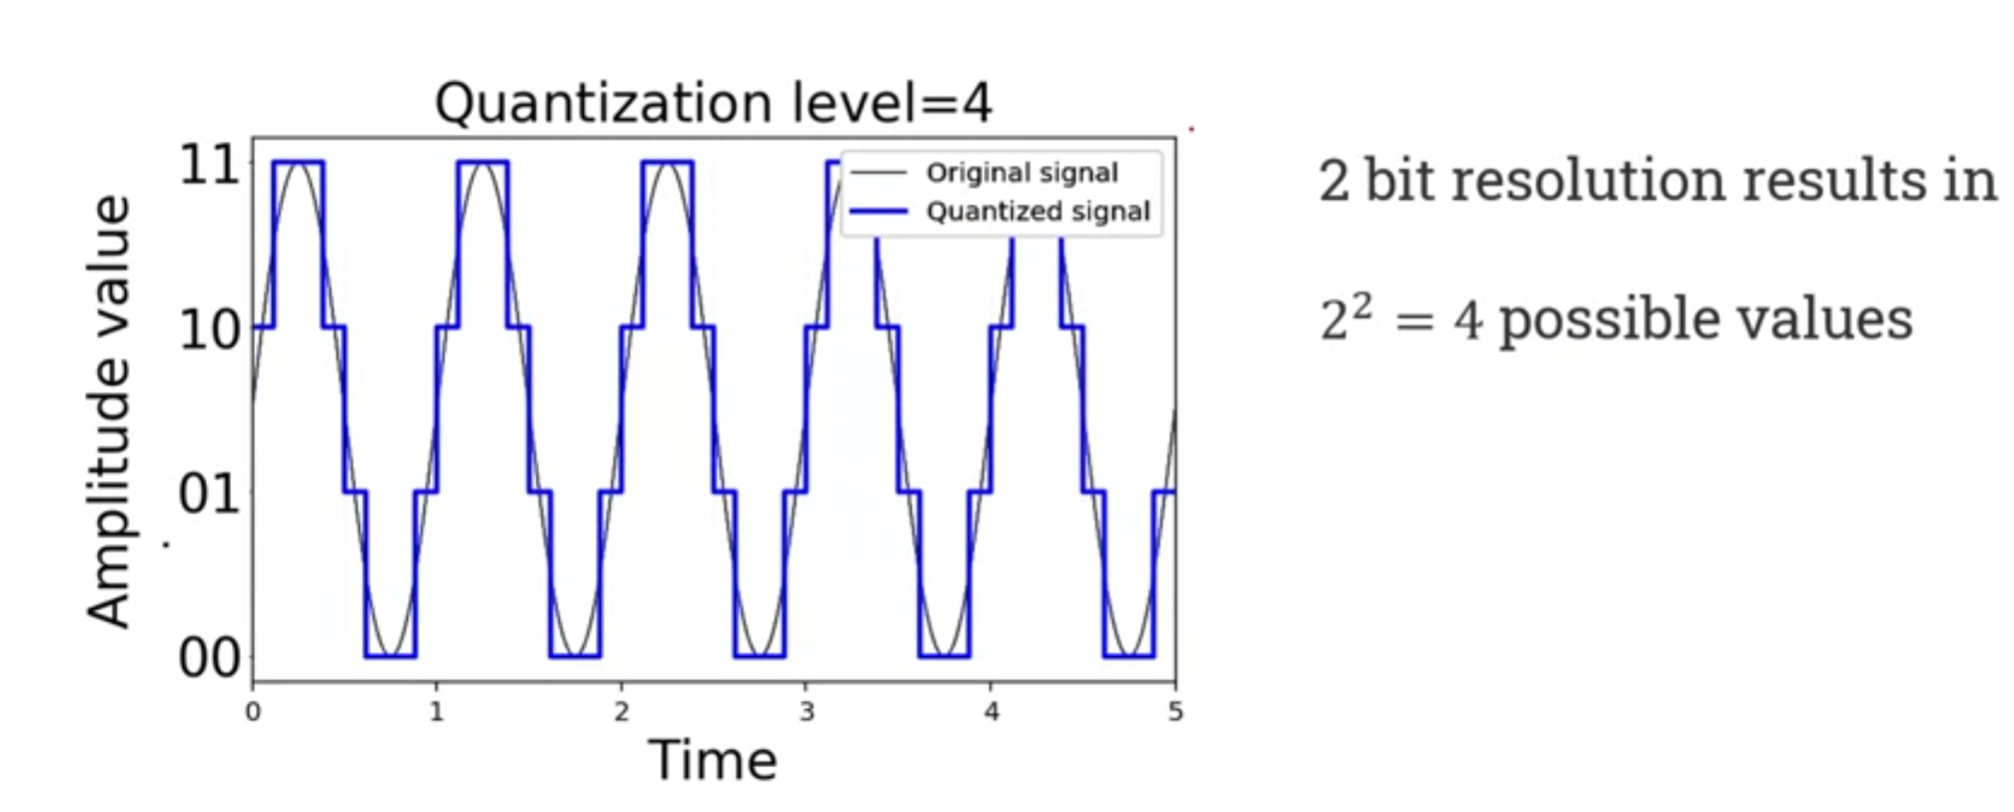 Quantization level=4
Amplitude value
11
10
01
00
Original signal
Quantized signal
0 1 2 3 4 5
Time
2 bit resolution results in
2² = 4 possible values